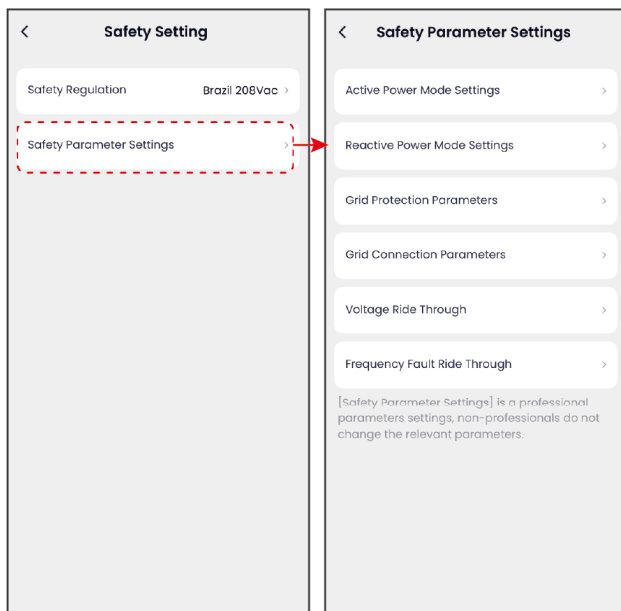 Safety Setting
Safety Regulation Brazil 208Vac
Safety Parameter Settings
Safety Parameter Settings
Active Power Mode Settings
Reactive Power Mode Settings
Grid Protection Parameters
Grid Connection Parameters
Voltage Ride Through
Frequency Fault Ride Through
[Safety Parameter Settings] is a professional
parameters settings, non-professionals do not
change the relevant parameters.